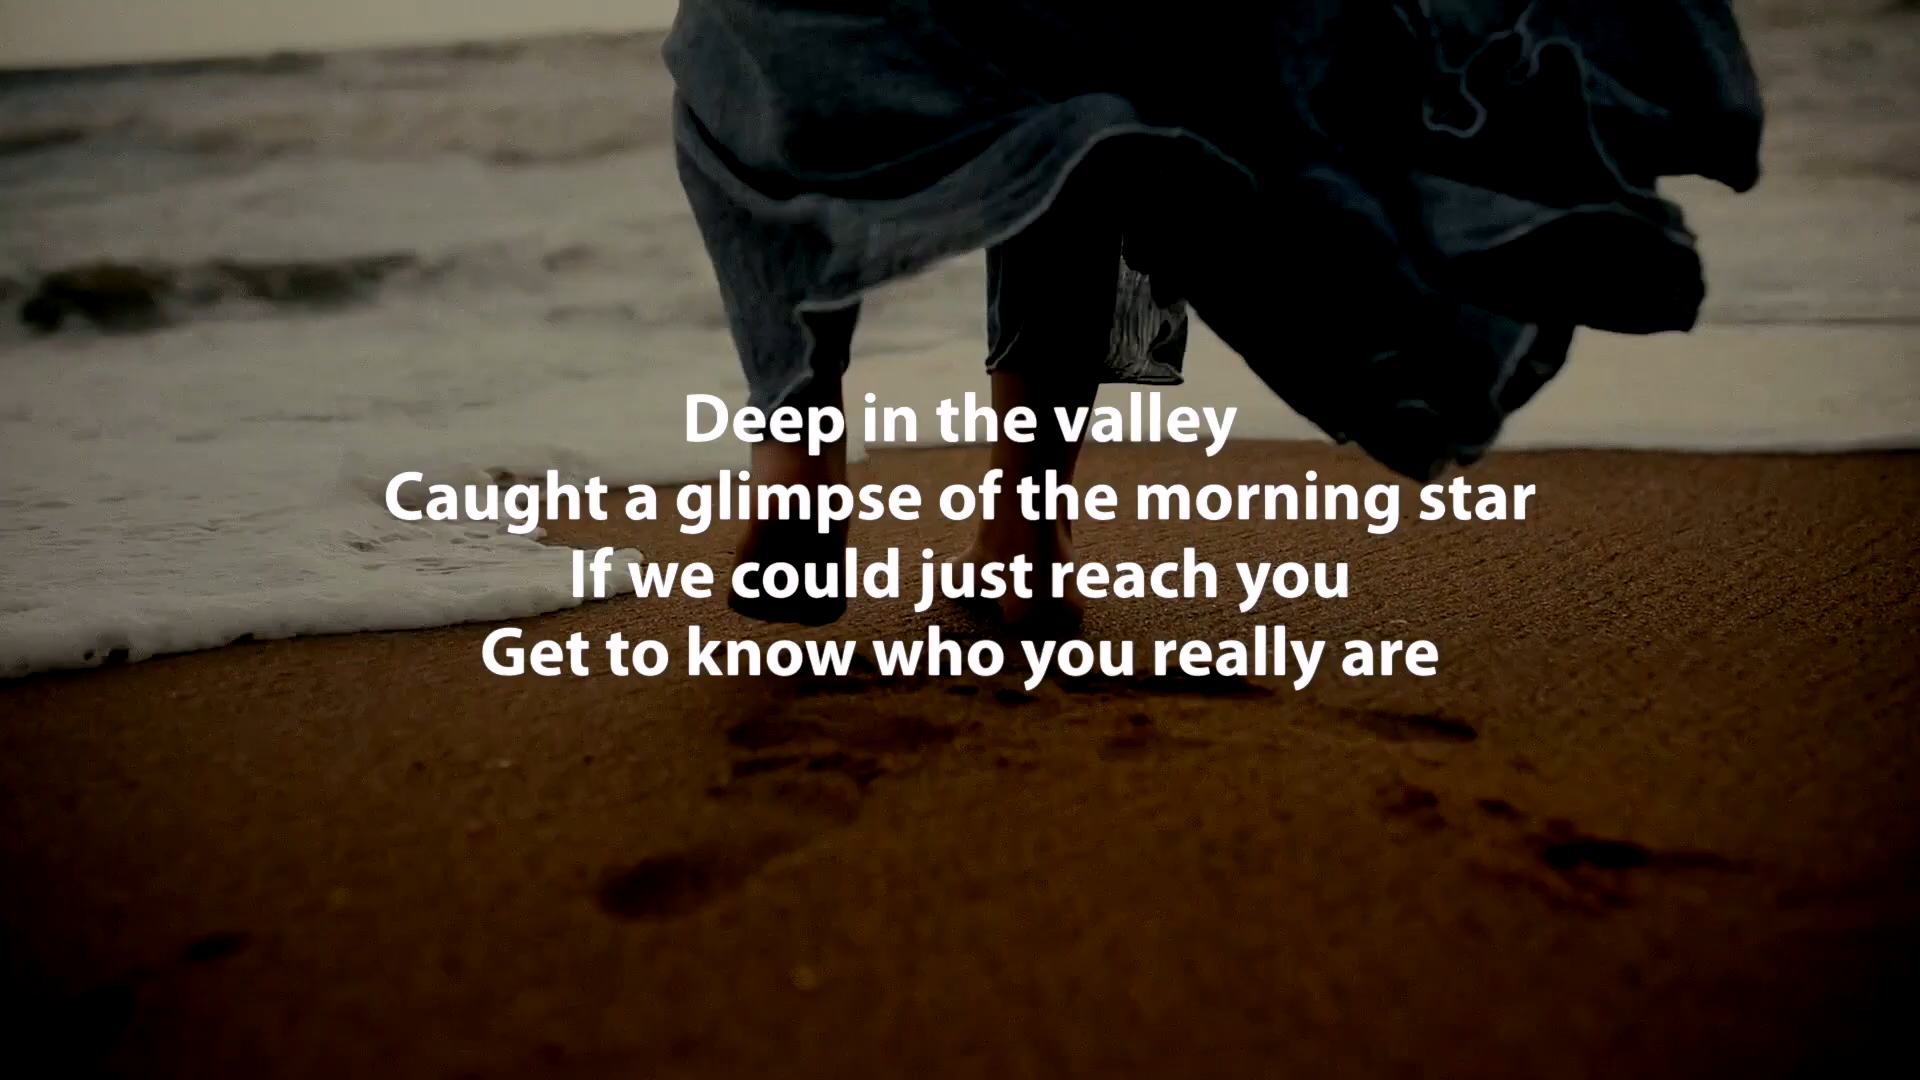 Deep in the valley
Caught a glimpse of the morning star
If we could just reach you
Get to know who you really are